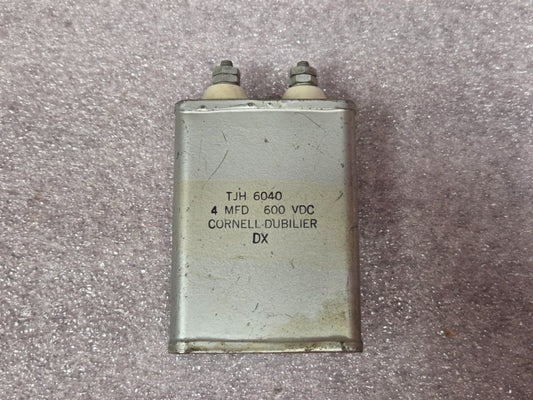 TJH 6040
4 MFD 600 VDC
CORNELL-DUBILIER
DX